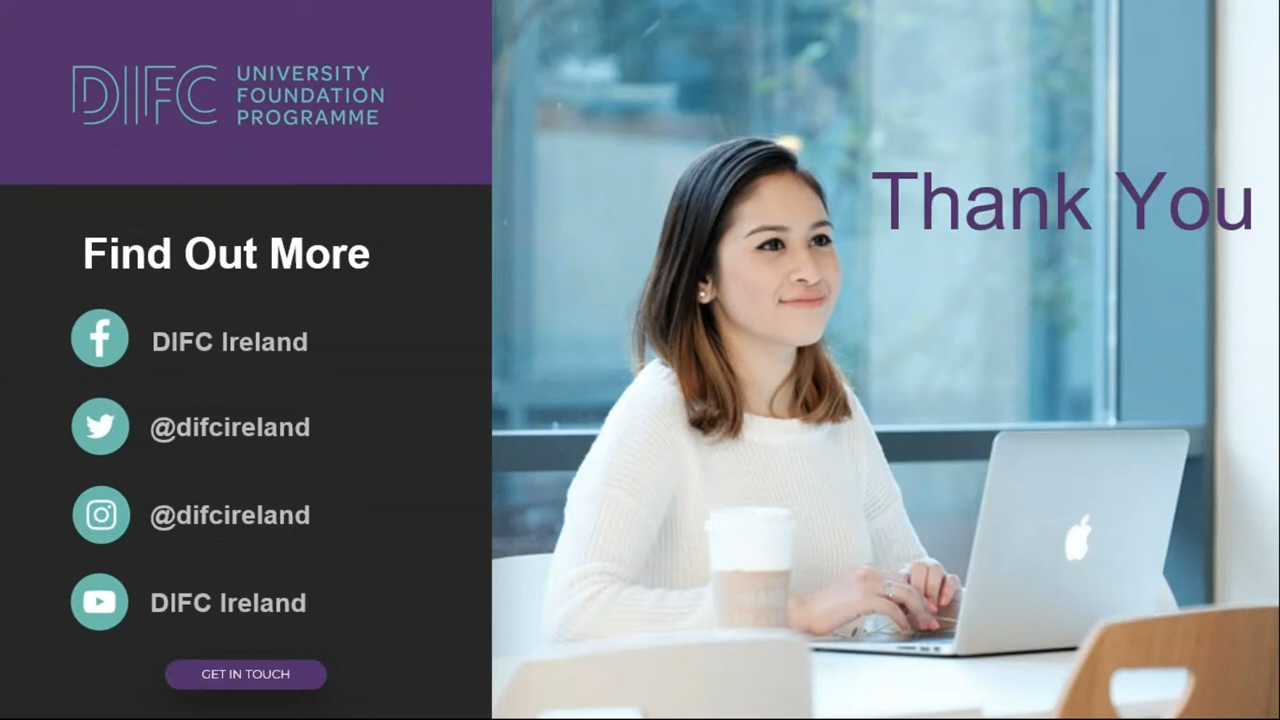 DIFC
UNIVERSITY
FOUNDATION
PROGRAMME
Find Out More
DIFC Ireland
@difcireland
@difcireland
DIFC Ireland
GET IN TOUCH
Thank You